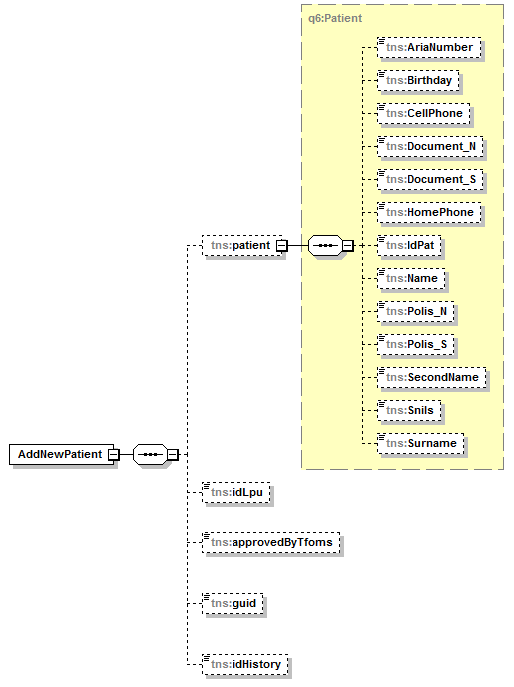 q6:Patient
tns:AriaNumber
tns:Birthday
tns:CellPhone
tns:Document_N
tns:Document_S
tns:HomePhone
tns:patient
tns:IdPat
tns:Name
tns:Polis_N
tns:Polis_S
tns:SecondName
tns:Snils
tns:Surname
AddNewPatient
tns:idLpu
tns:approvedByTfoms
tns:guid
tns:idHistory